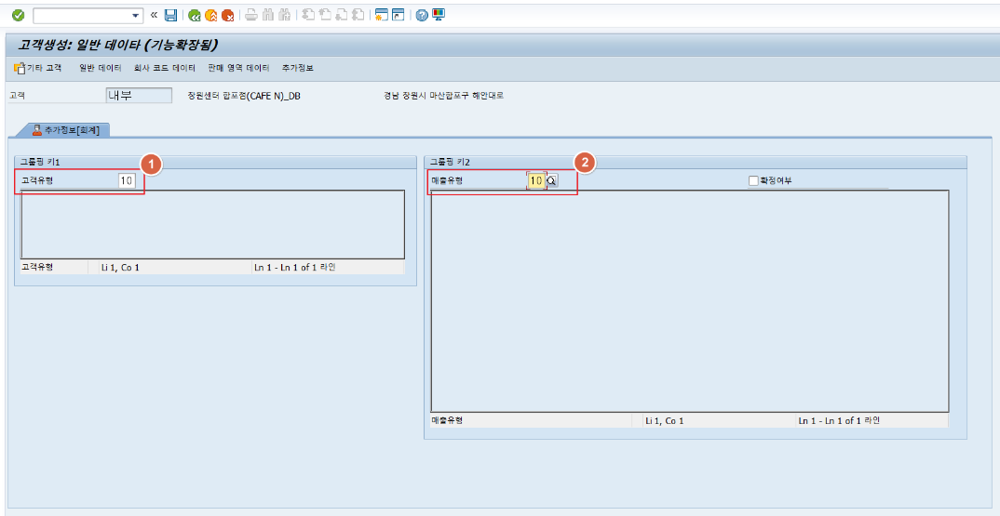 고객생성: 일반 데이타 (기능확장됨)
기타 고객 일반 데이터 회사 코드 데이터 판매 영역 데이터 추가정보
고객 내부 창원센터 합포점(CAFE N)_DB 경남 창원시 마산합포구 해안대로
추가정보[회계]
그룹핑 키1
1
고객유형 10
고객유형 Li 1, Co 1 Ln 1 - Ln 1 of 1 라인
그룹핑 키2
2
매출유형 10 확정여부
매출유형 Li 1, Co 1 Ln 1 - Ln 1 of 1 라인